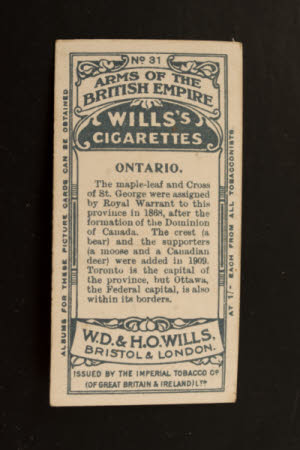 No 31
ARMS OF THE
BRITISH EMPIRE
WILLS'S
CIGARETTES
ONTARIO.
The maple-leaf and Cross
of St. George were assigned
by Royal Warrant to this
province in 1868, after the
formation of the Dominion
of Canada. The crest (a
bear) and the supporters
(a moose and a Canadian
deer) were added in 1909.
Toronto is the capital of
the province, but Ottawa,
the Federal capital, is also
within its borders.
W.D. & H.O. WILLS.
BRISTOL & LONDON.
ISSUED BY THE IMPERIAL TOBACCO Co
(OF GREAT BRITAIN & IRELAND) LTD
ALBUMS FOR THESE PICTURE CARDS CAN BE OBTAINED
AT 1/- EACH FROM ALL TOBACCONISTS.